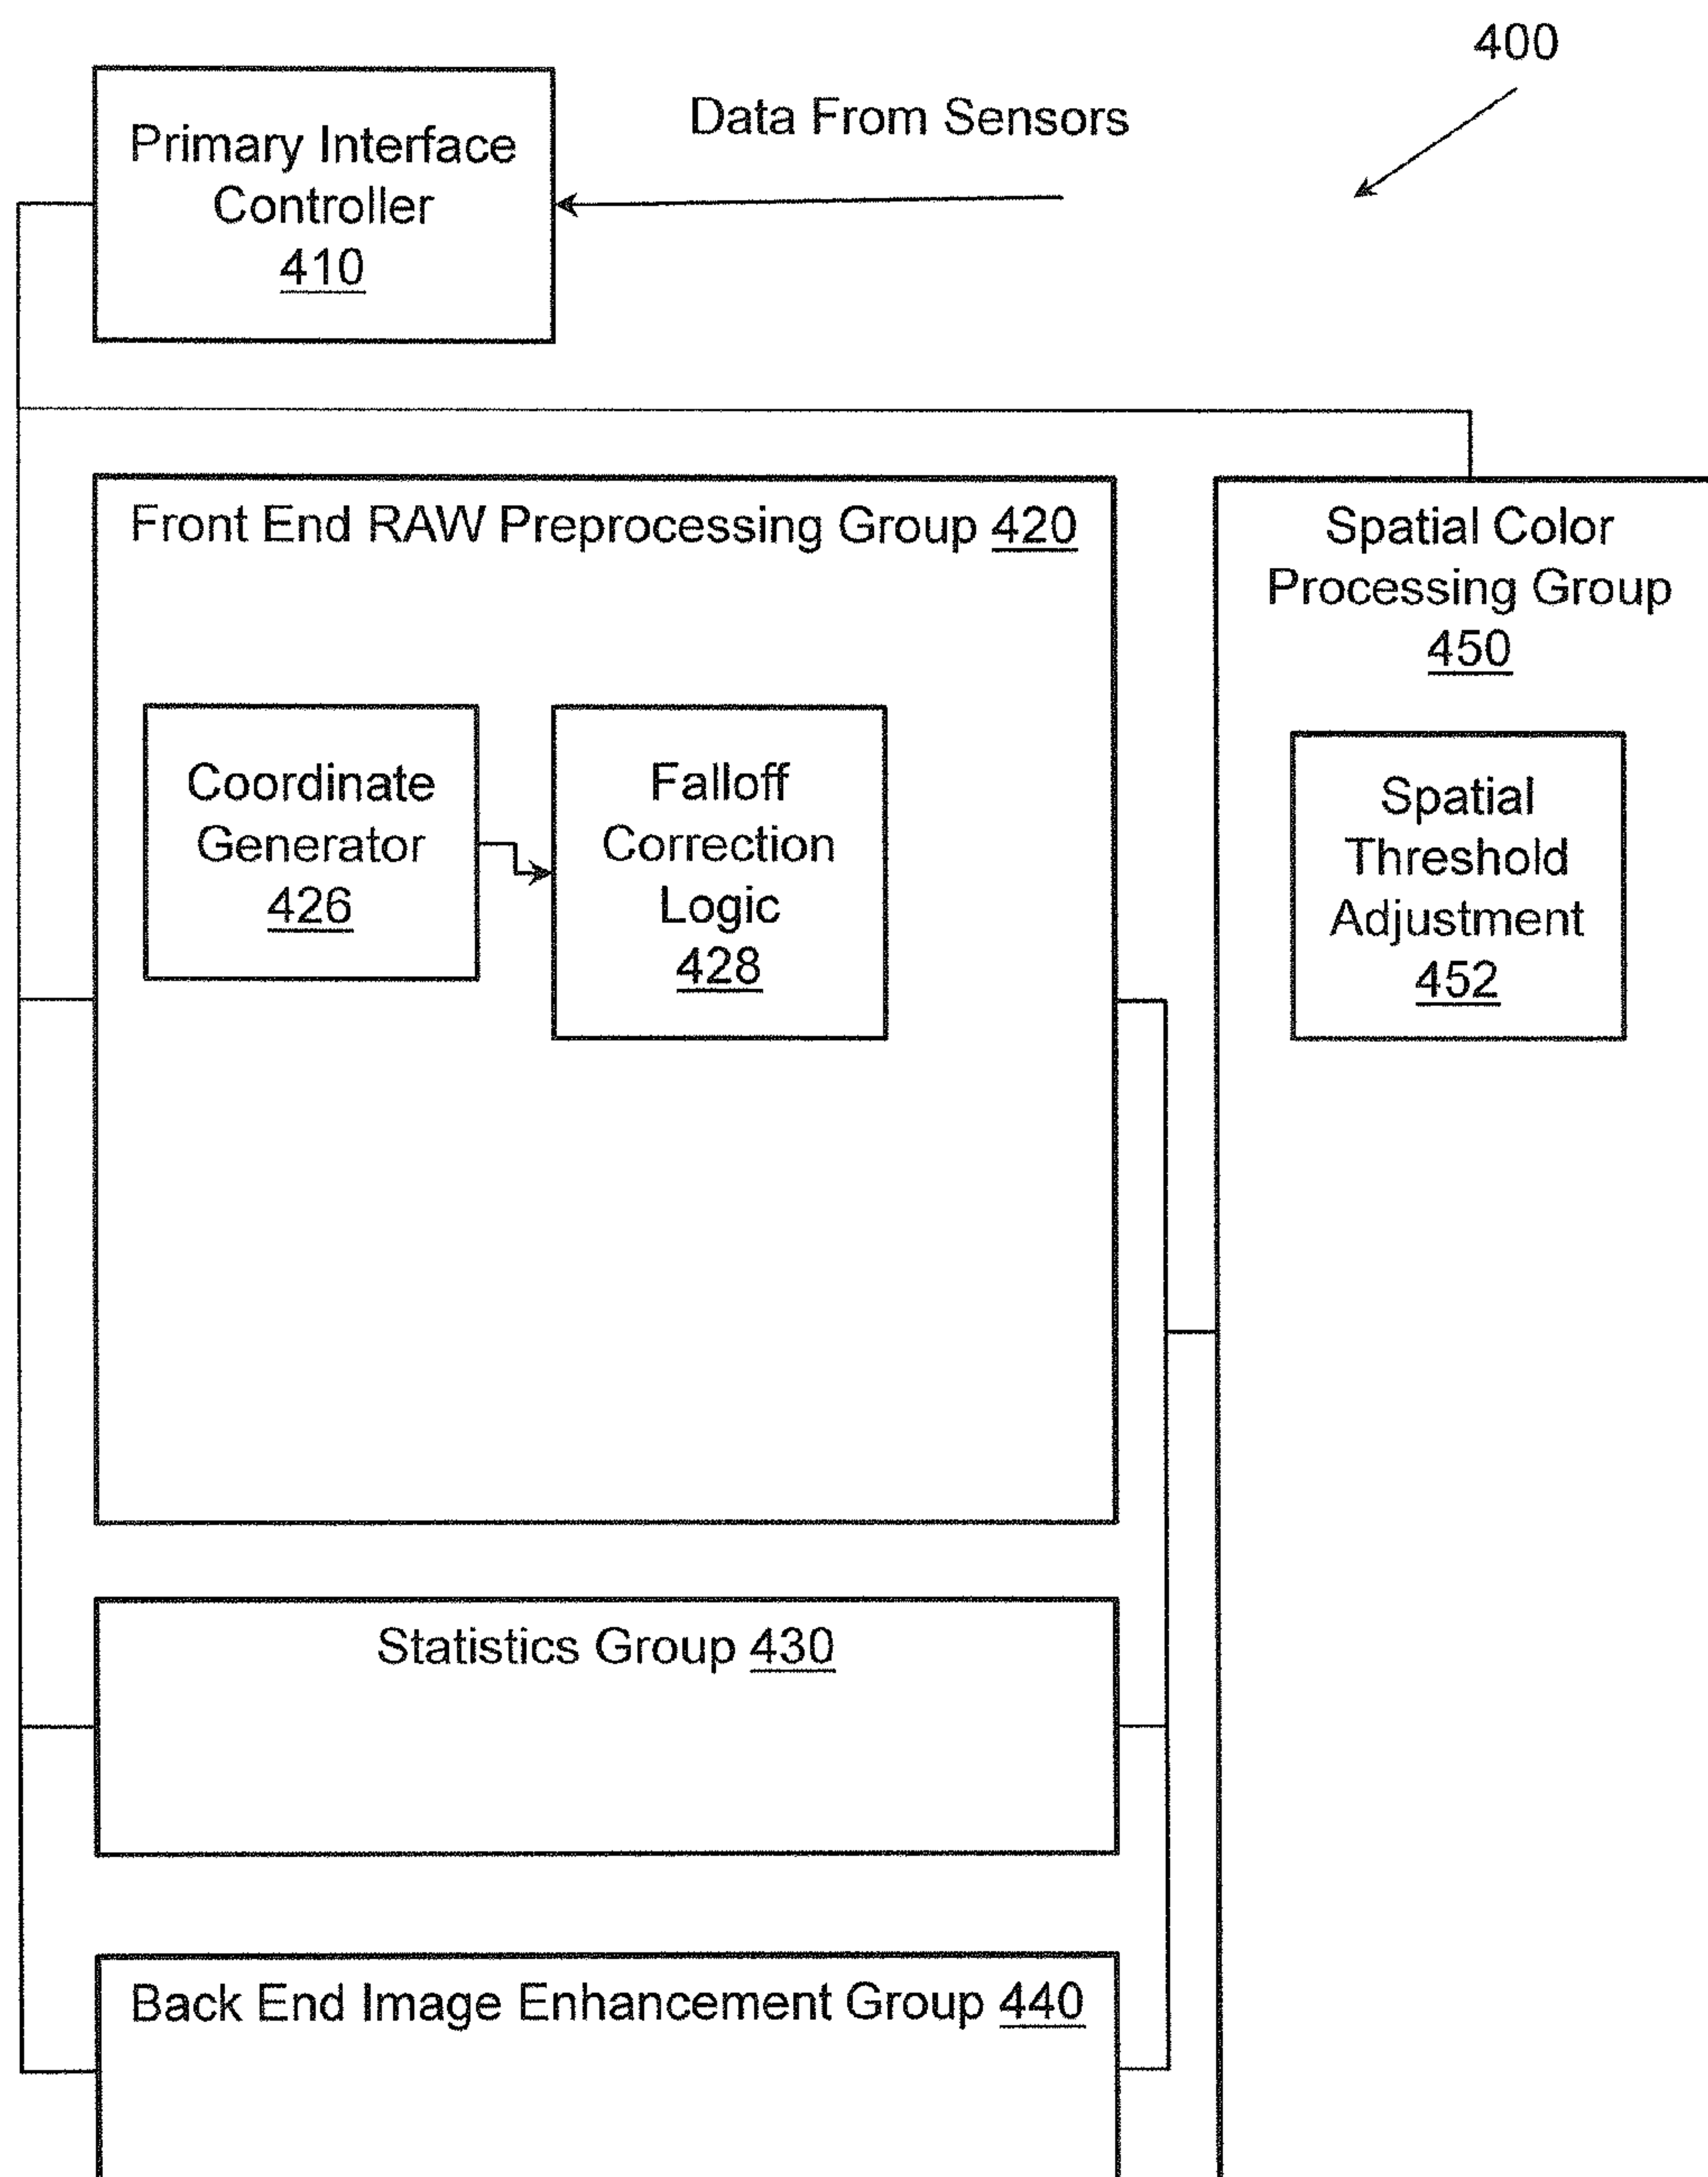 400
Data From Sensors
Primary Interface
Controller
410
Front End RAW Preprocessing Group 420
Coordinate
Generator
426
Falloff
Correction
Logic
428
Spatial Color
Processing Group
450
Spatial
Threshold
Adjustment
452
Statistics Group 430
Back End Image Enhancement Group 440